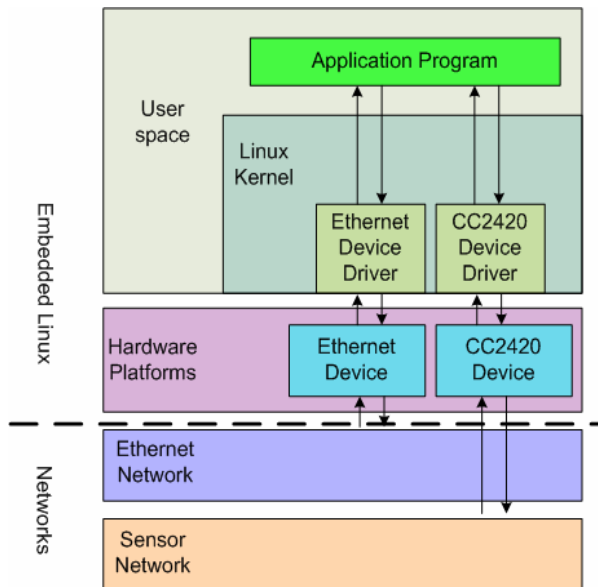 Application Program
User
space
Linux
Kernel
Ethernet
Device
Driver
CC2420
Device
Driver
Embedded Linux
Hardware
Platforms
Ethernet
Device
CC2420
Device
Networks
Ethernet
Network
Sensor
Network